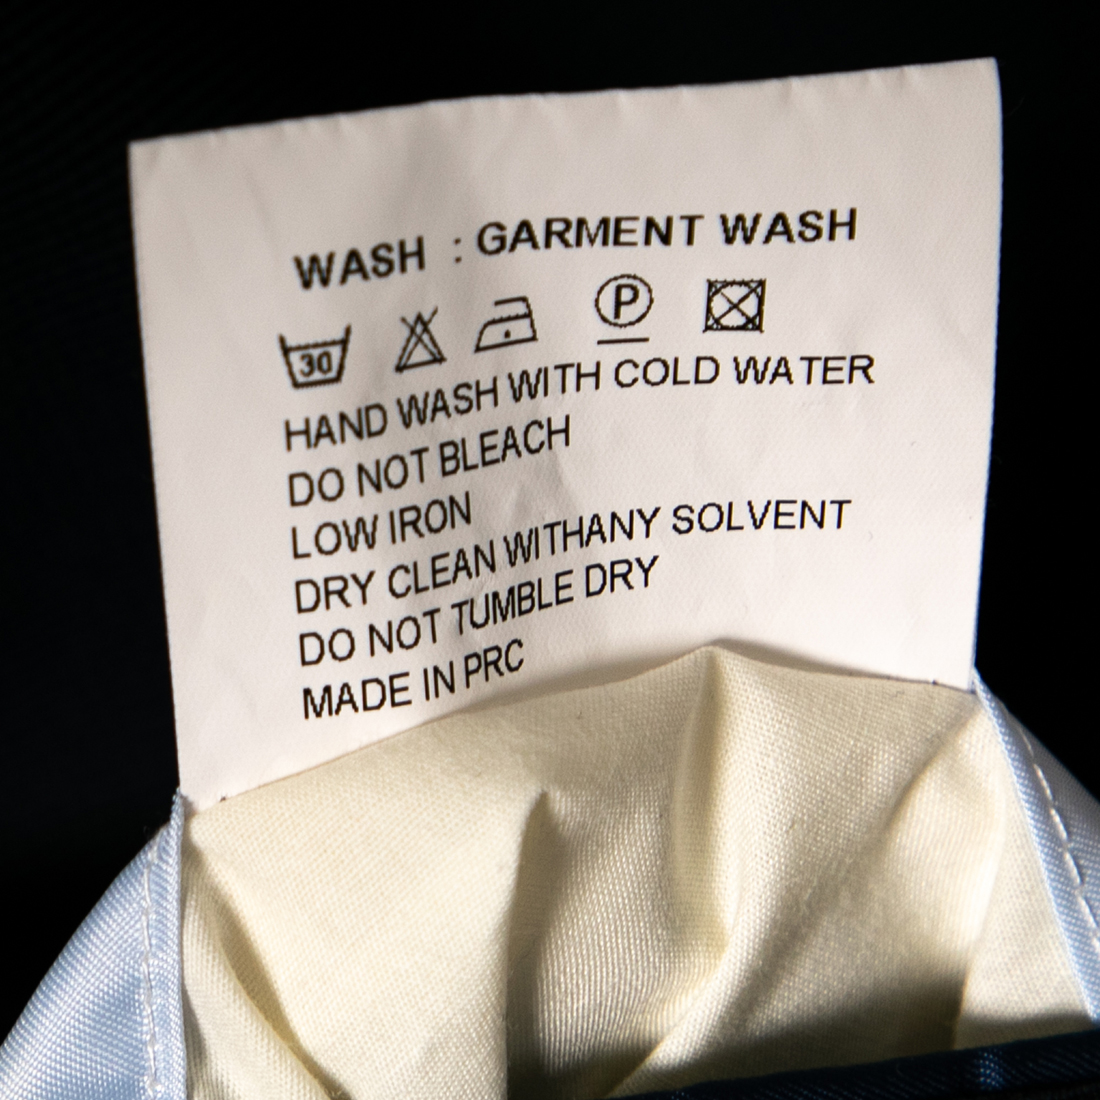 WASH : GARMENT WASH
30 P
HAND WASH WITH COLD WATER
DO NOT BLEACH
LOW IRON
DRY CLEAN WITHANY SOLVENT
DO NOT TUMBLE DRY
MADE IN PRC